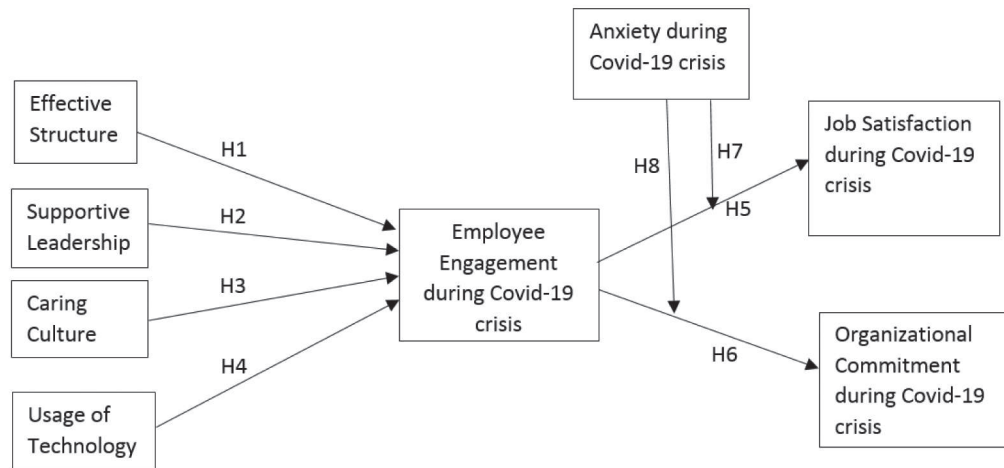 Anxiety during
Covid-19 crisis
Effective
Structure
H1
H7
H8
Job Satisfaction
during Covid-19
crisis
Supportive
Leadership
H2
H5
Employee
Engagement
during Covid-19
crisis
Caring
Culture
H3
H4
H6
Organizational
Commitment
during Covid-19
crisis
Usage of
Technology